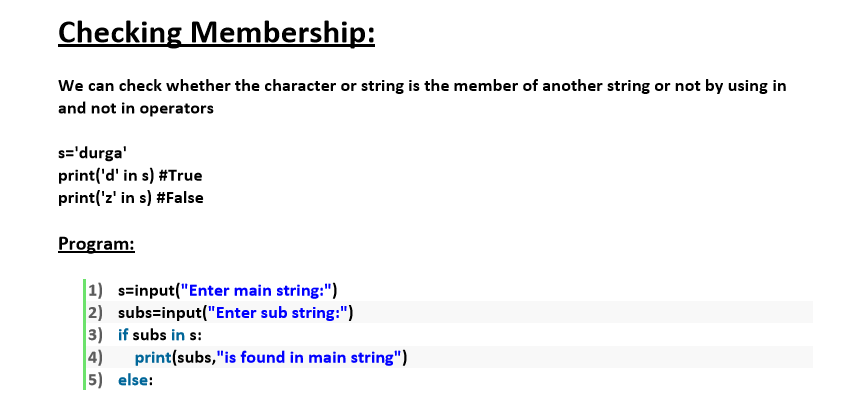 Checking Membership:
We can check whether the character or string is the member of another string or not by using in
and not in operators
s='durga'
print('d' in s) #True
print('z' in s) #False
Program:
1) s=input("Enter main string:")
2) subs=input("Enter sub string:")
3) if subs in s:
4) print(subs,"is found in main string")
5) else: